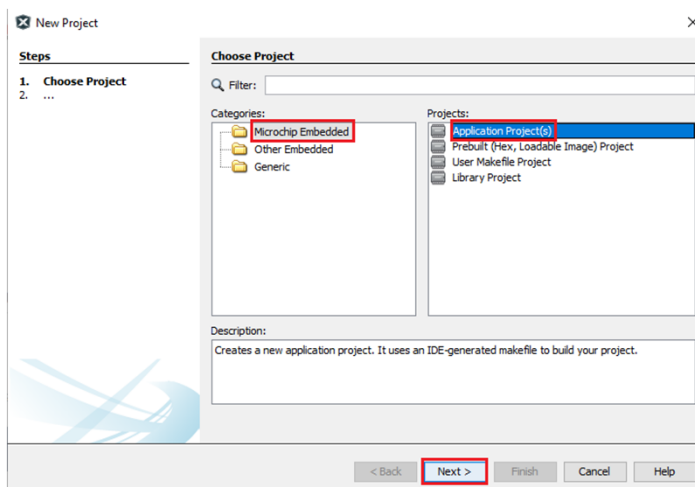 New Project
Steps
1. Choose Project
2. ...
Choose Project
Filter:
Categories:
Microchip Embedded
Other Embedded
Generic
Projects:
Application Project(s)
Prebuilt (Hex, Loadable Image) Project
User Makefile Project
Library Project
Description:
Creates a new application project. It uses an IDE-generated makefile to build your project.
< Back Next > Finish Cancel Help